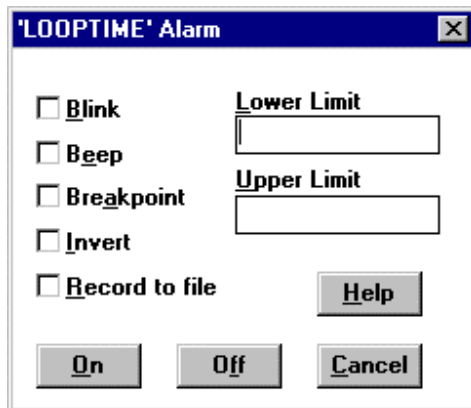 'LOOPTIME' Alarm
Blink
Beep
Breakpoint
Invert
Record to file
Lower Limit
Upper Limit
Help
On
Off
Cancel